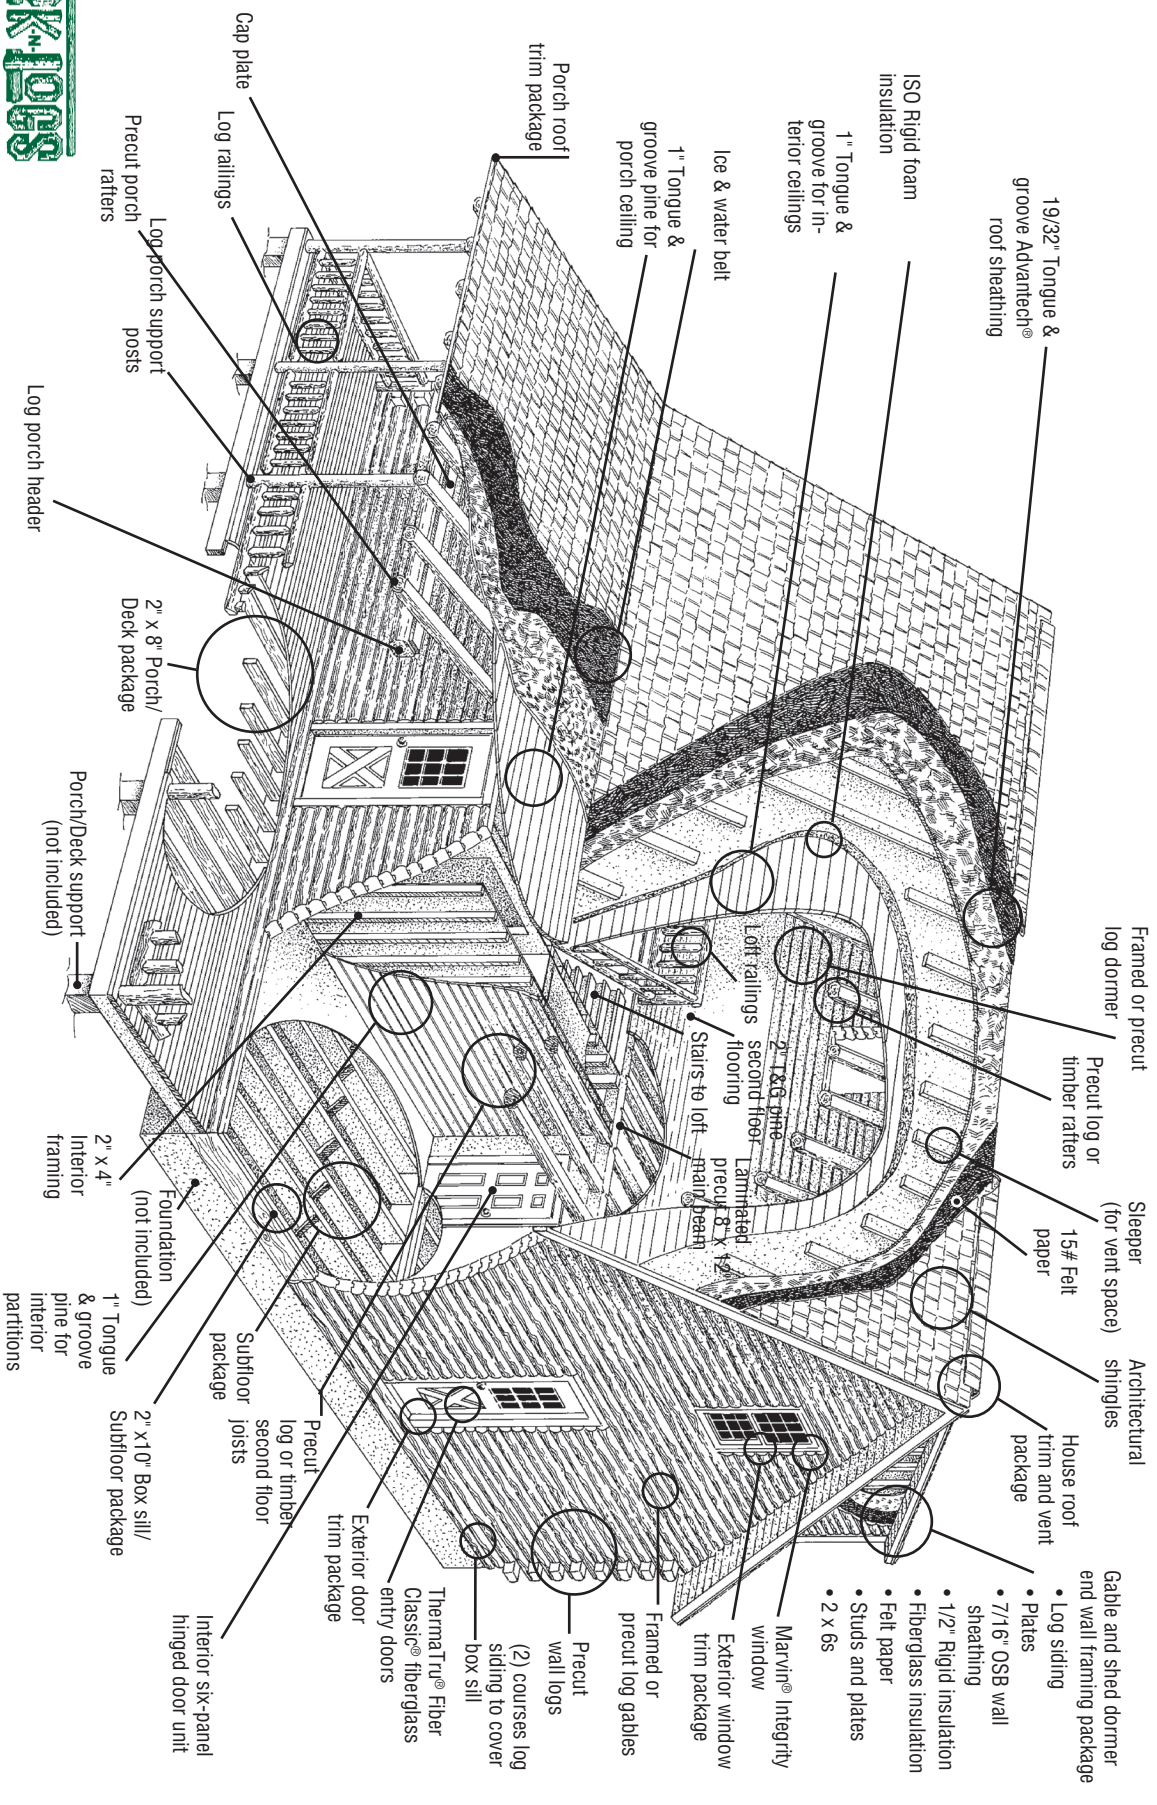 19/32" Tongue &
groove Advantech®
roof sheathing
ISO Rigid foam
insulation
1" Tongue &
groove for in-
terior ceilings
Ice & water belt
1" Tongue &
groove pine for
porch ceiling
Porch roof
trim package
Cap plate
Log railings
Precut porch
rafters
Log porch support
posts
Log porch header
2" x 8" Porch/
Deck package
Porch/Deck support
(not included)
Framed or precut
log dormer
Precut log or
timber rafters
Sleeper
(for vent space)
15# Felt
paper
Architectural
shingles
House roof
trim and vent
package
Gable and shed dormer
end wall framing package
• Log siding
• Plates
• 7/16" OSB wall
sheathing
• 1/2" Rigid insulation
• Fiberglass insulation
• Felt paper
• Studs and plates
• 2 x 6s
Loft railings
2" T&G pine
second floor
flooring
Stairs to loft
Laminated
precut 8" x 12"
main beam
Marvin® Integrity
window
Exterior window
trim package
Framed or
precut log gables
Precut
wall logs
(2) courses log
siding to cover
box sill
ThermaTru® Fiber
Classic® fiberglass
entry doors
Exterior door
trim package
Interior six-panel
hinged door unit
Precut
log or timber
second floor
joists
Subfloor
package
2" x10" Box sill/
Subfloor package
1" Tongue
& groove
pine for
interior
partitions
Foundation
(not included)
2" x 4"
Interior
framing
-N-
LOGS